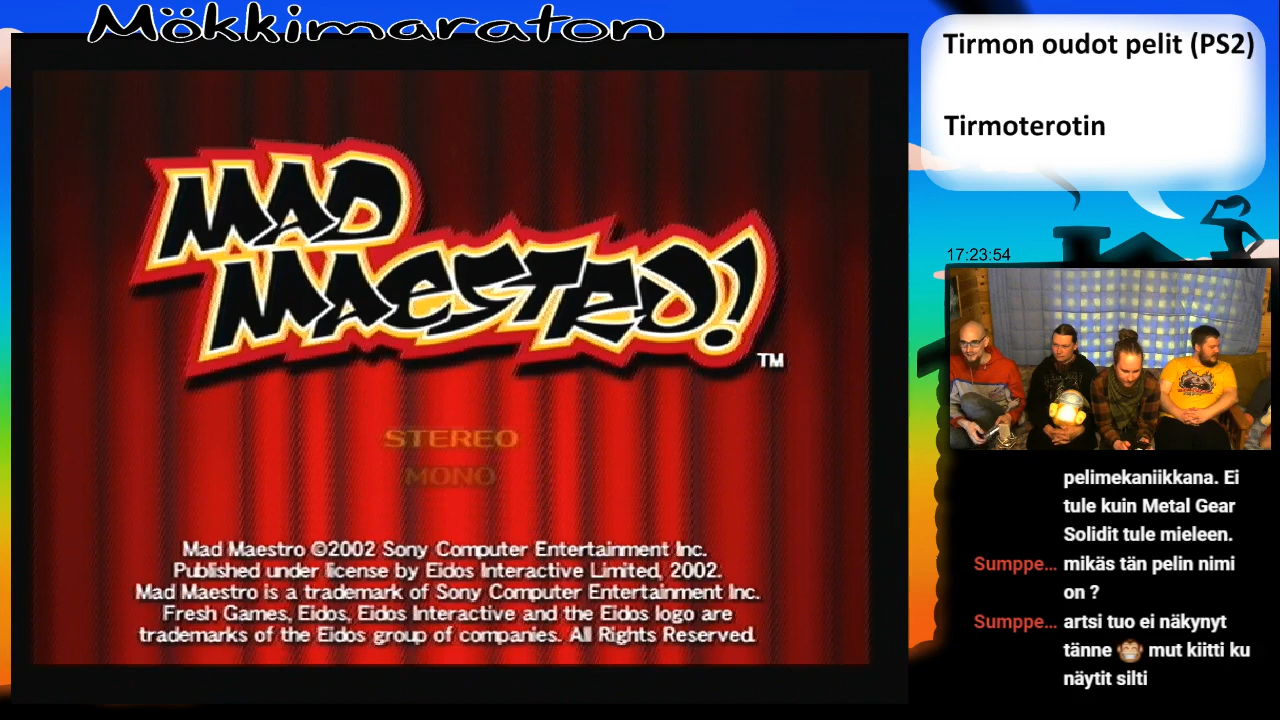 Mökkimaraton
Tirmon oudot pelit (PS2)
Tirmoterotin
MAD
MAESTRO!
TM
STEREO
MONO
Mad Maestro ©2002 Sony Computer Entertainment Inc.
Published under license by Eidos Interactive Limited, 2002.
Mad Maestro is a trademark of Sony Computer Entertainment Inc.
Fresh Games, Eidos, Eidos Interactive and the Eidos logo are
trademarks of the Eidos group of companies. All Rights Reserved.
17:23:54
pelimekaniikkana. Ei
tule kuin Metal Gear
Solidit tule mieleen.
Sumppe... mikäs tän pelin nimi
on ?
Sumppe... artsi tuo ei näkynyt
tänne 🐵 mut kiitti ku
näytit silti